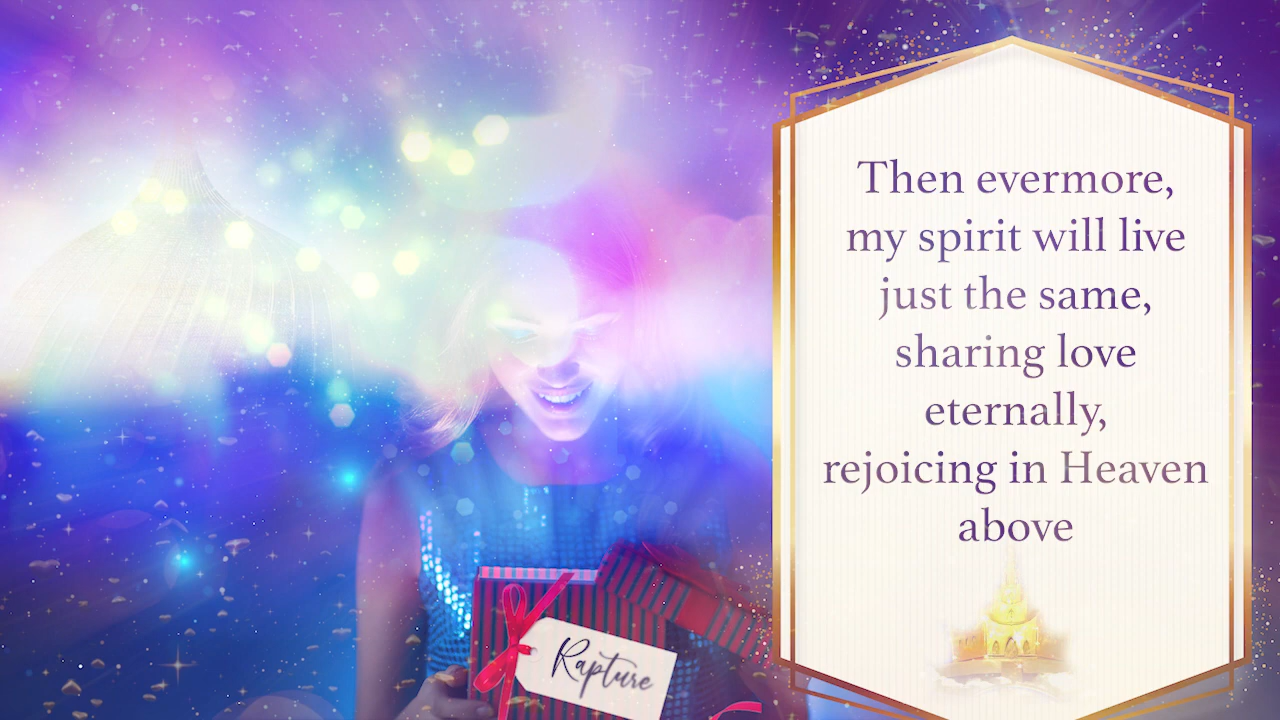 Then evermore,
my spirit will live
just the same,
sharing love
eternally,
rejoicing in Heaven
above
Rapture